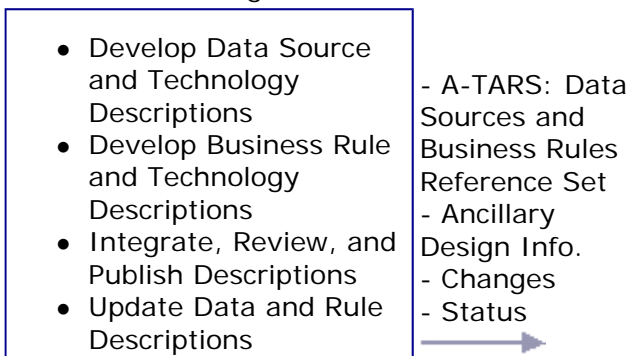 ● Develop Data Source
and Technology
Descriptions
● Develop Business Rule
and Technology
Descriptions
● Integrate, Review, and
Publish Descriptions
● Update Data and Rule
Descriptions
- A-TARS: Data
Sources and
Business Rules
Reference Set
- Ancillary
Design Info.
- Changes
- Status